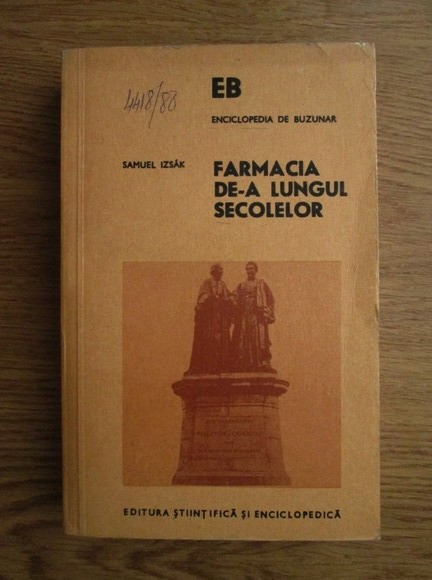 4418/88
EB
ENCICLOPEDIA DE BUZUNAR
SAMUEL IZSÁK
FARMACIA
DE-A LUNGUL
SECOLELOR
EDITURA ȘTIINȚIFICĂ ȘI ENCICLOPEDICĂ